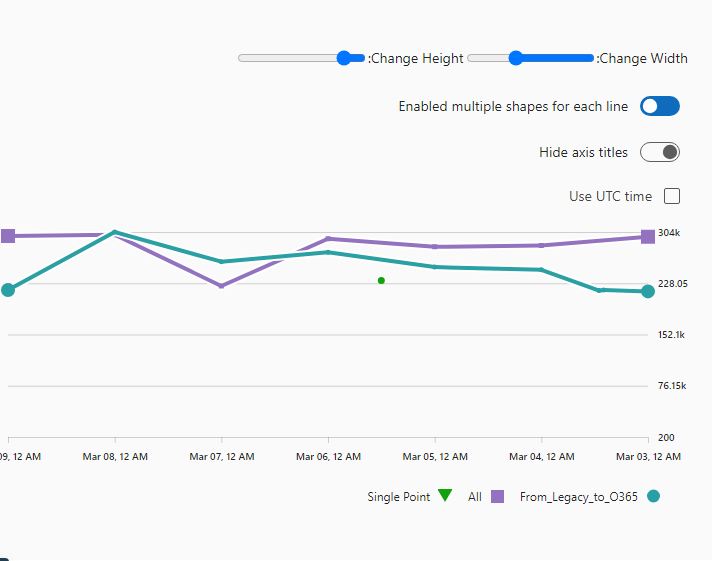 :Change Height :Change Width
Enabled multiple shapes for each line
Hide axis titles
Use UTC time
304k
228.05
152.1k
76.15k
200
09, 12 AM Mar 08, 12 AM Mar 07, 12 AM Mar 06, 12 AM Mar 05, 12 AM Mar 04, 12 AM Mar 03, 12 AM
Single Point All From_Legacy_to_O365